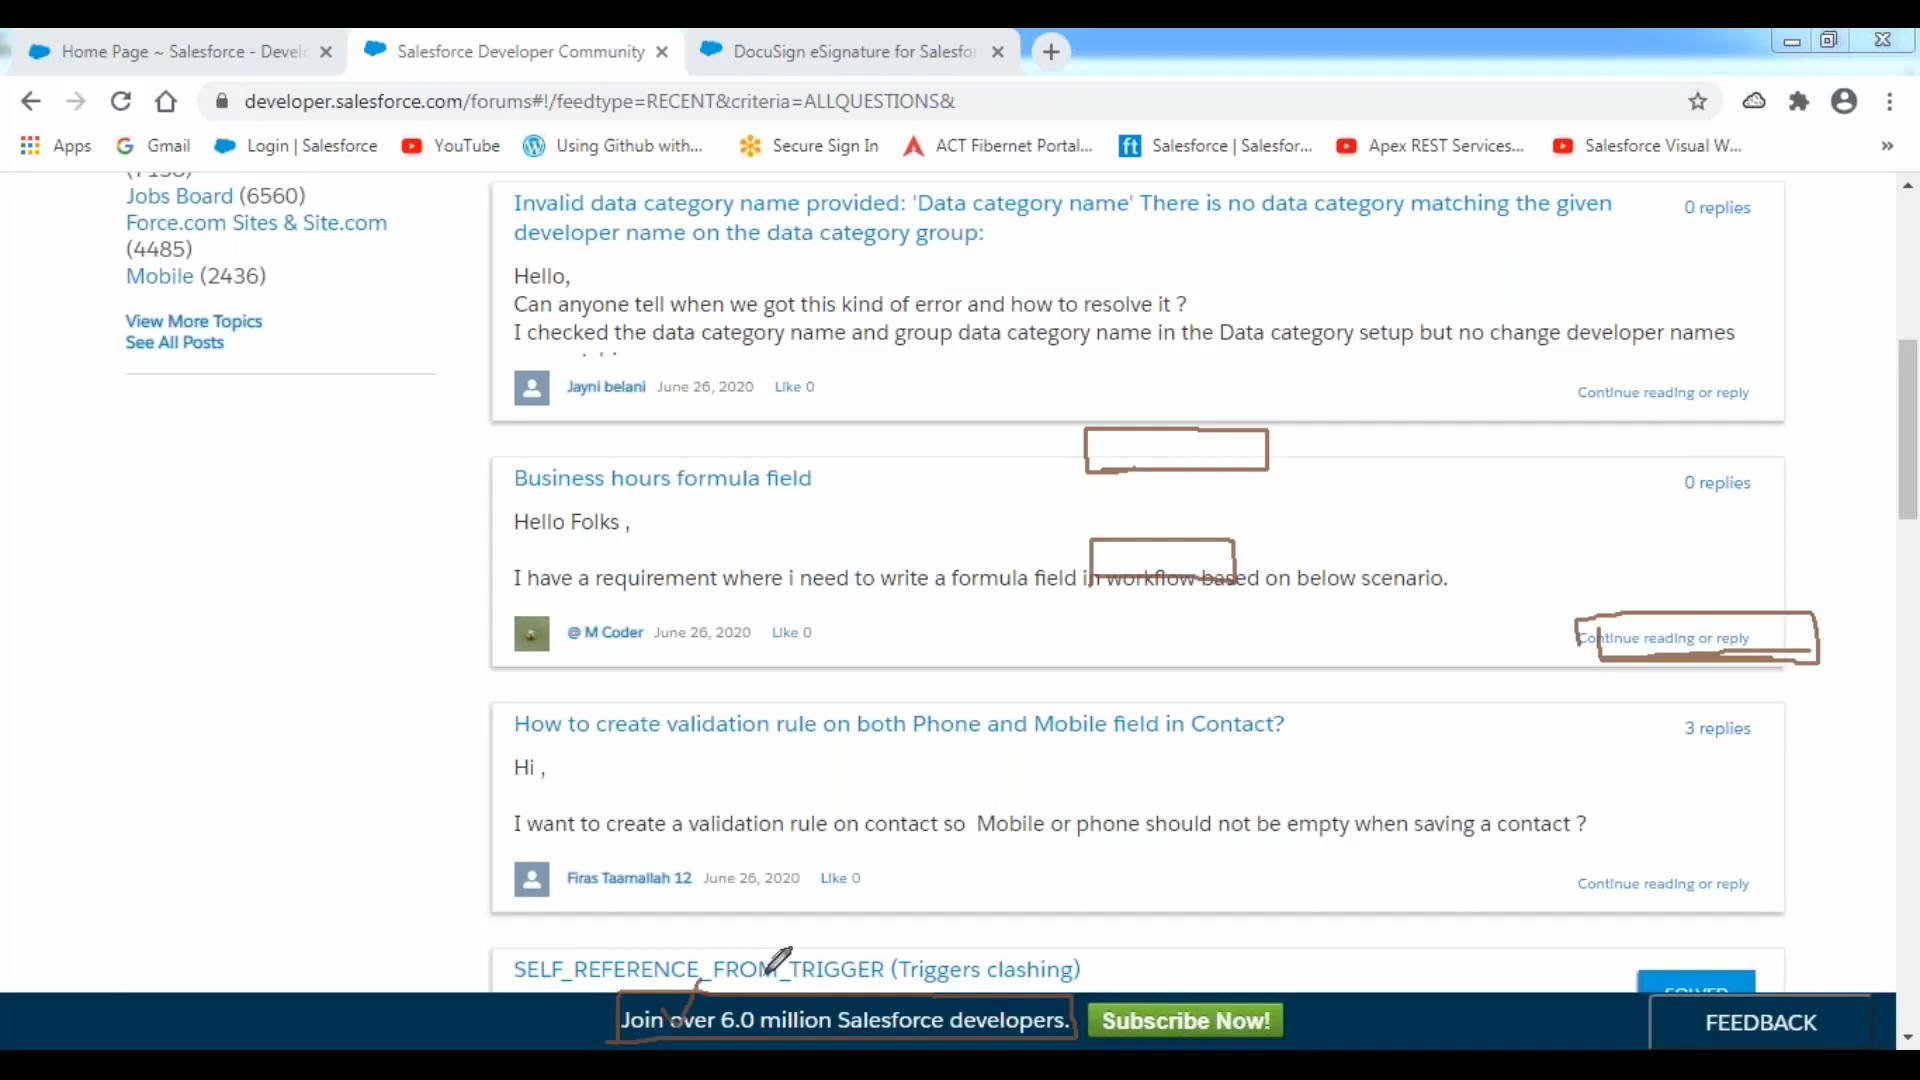 Home Page ~ Salesforce - Devel
Salesforce Developer Community
DocuSign eSignature for Salesfo
developer.salesforce.com/forums#!/feedtype=RECENT&criteria=ALLQUESTIONS&
Apps
Gmail
Login | Salesforce
YouTube
Using Github with...
Secure Sign In
ACT Fibernet Portal...
ft
Salesforce | Salesfor...
Apex REST Services...
Salesforce Visual W...
»
Jobs Board (6560)
Force.com Sites & Site.com
(4485)
Mobile (2436)
View More Topics
See All Posts
Invalid data category name provided: 'Data category name' There is no data category matching the given
developer name on the data category group:
0 replies
Hello,
Can anyone tell when we got this kind of error and how to resolve it ?
I checked the data category name and group data category name in the Data category setup but no change developer names
Jayni belani June 26, 2020 Like 0
Continue reading or reply
Business hours formula field
0 replies
Hello Folks ,
I have a requirement where i need to write a formula field in workflow based on below scenario.
@ M Coder June 26, 2020 Like 0
Continue reading or reply
How to create validation rule on both Phone and Mobile field in Contact?
3 replies
Hi ,
I want to create a validation rule on contact so Mobile or phone should not be empty when saving a contact ?
Firas Taamallah 12 June 26, 2020 Like 0
Continue reading or reply
SELF_REFERENCE_FROM_TRIGGER (Triggers clashing)
SOLVED
Join over 6.0 million Salesforce developers.
Subscribe Now!
FEEDBACK